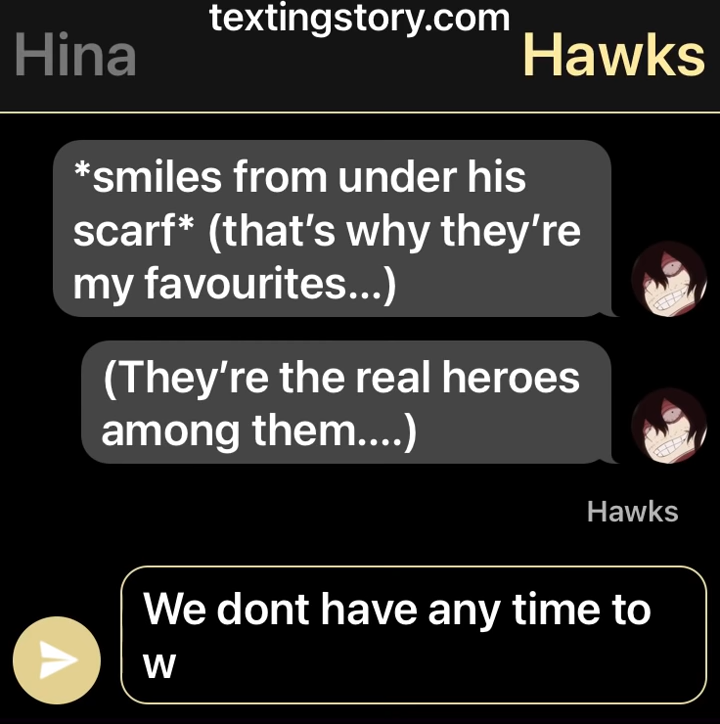 textingstory.com
Hina
Hawks
*smiles from under his
scarf* (that’s why they’re
my favourites...)
(They’re the real heroes
among them....)
Hawks
We dont have any time to
w